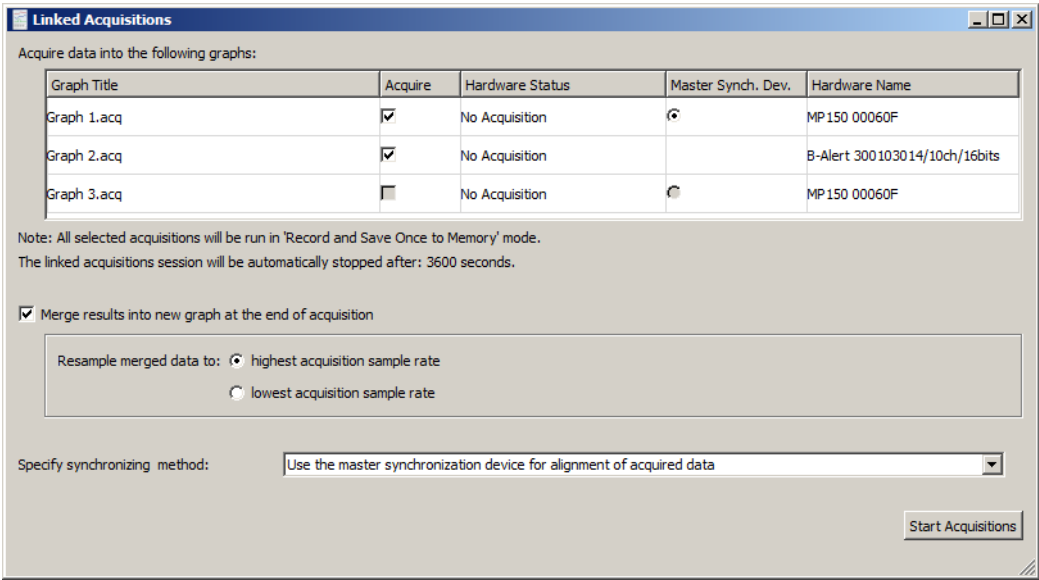 Linked Acquisitions
Acquire data into the following graphs:
Graph Title Acquire Hardware Status Master Synch. Dev. Hardware Name
Graph 1.acq No Acquisition MP150 00060F
Graph 2.acq No Acquisition B-Alert 300103014/10ch/16bits
Graph 3.acq No Acquisition MP150 00060F
Note: All selected acquisitions will be run in 'Record and Save Once to Memory' mode.
The linked acquisitions session will be automatically stopped after: 3600 seconds.
Merge results into new graph at the end of acquisition
Resample merged data to: highest acquisition sample rate
lowest acquisition sample rate
Specify synchronizing method: Use the master synchronization device for alignment of acquired data
Start Acquisitions